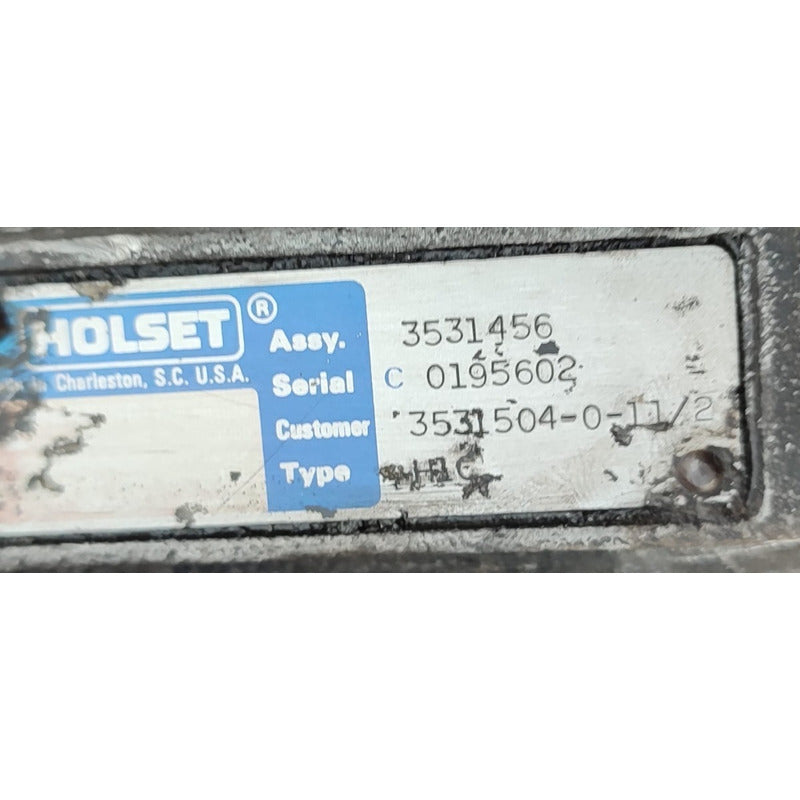 HOLSET ®
Charleston, S.C. U.S.A.
Assy. 3531456
Serial C 0195602
Customer 3531504-0-11/2
Type